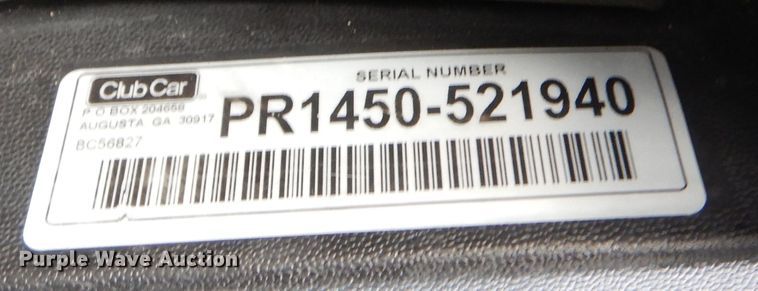 Club Car
P O BOX 204658
AUGUSTA GA 30917
BC56827
SERIAL NUMBER
PR1450-521940
Purple Wave Auction